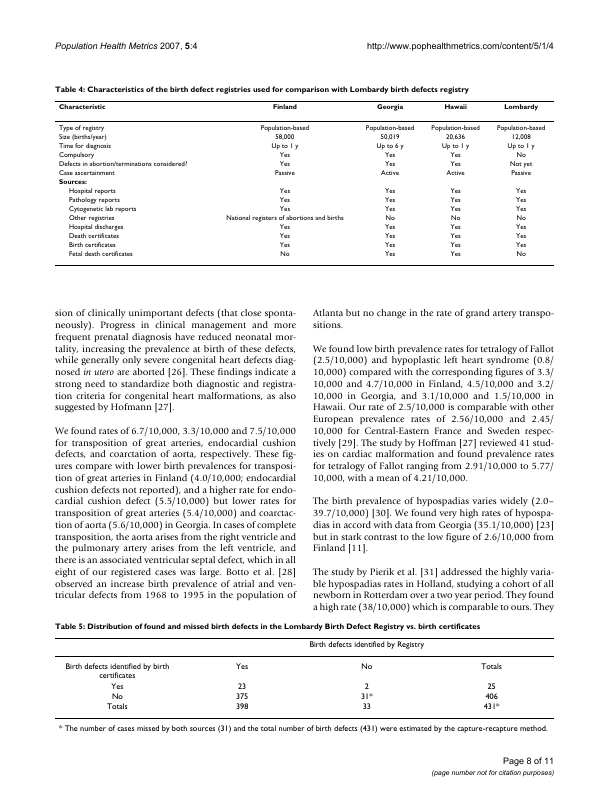 Population Health Metrics 2007, 5:4 http://www.pophealthmetrics.com/content/5/1/4
Table 4: Characteristics of the birth defect registries used for comparison with Lombardy birth defects registry
Characteristic Finland Georgia Hawaii Lombardy
Type of registry Population-based Population-based Population-based Population-based
Size (births/year) 58,000 50,019 20,636 12,008
Time for diagnosis Up to 1 y Up to 6 y Up to 1 y Up to 1 y
Compulsory Yes Yes Yes No
Defects in abortion/terminations considered? Yes Yes Yes Not yet
Case ascertainment Passive Active Active Passive
Sources:
Hospital reports Yes Yes Yes Yes
Pathology reports Yes Yes Yes Yes
Cytogenetic lab reports Yes Yes Yes Yes
Other registries National registers of abortions and births No No No
Hospital discharges Yes Yes Yes Yes
Death certificates Yes Yes Yes Yes
Birth certificates Yes Yes Yes Yes
Fetal death certificates No Yes Yes No
sion of clinically unimportant defects (that close sponta-
neously). Progress in clinical management and more
frequent prenatal diagnosis have reduced neonatal mor-
tality, increasing the prevalence at birth of these defects,
while generally only severe congenital heart defects diag-
nosed in utero are aborted [26]. These findings indicate a
strong need to standardize both diagnostic and registra-
tion criteria for congenital heart malformations, as also
suggested by Hofmann [27].
We found rates of 6.7/10,000, 3.3/10,000 and 7.5/10,000
for transposition of great arteries, endocardial cushion
defects, and coarctation of aorta, respectively. These fig-
ures compare with lower birth prevalences for transposi-
tion of great arteries in Finland (4.0/10,000; endocardial
cushion defects not reported), and a higher rate for endo-
cardial cushion defect (5.5/10,000) but lower rates for
transposition of great arteries (5.4/10,000) and coarctac-
tion of aorta (5.6/10,000) in Georgia. In cases of complete
transposition, the aorta arises from the right ventricle and
the pulmonary artery arises from the left ventricle, and
there is an associated ventricular septal defect, which in all
eight of our registered cases was large. Botto et al. [28]
observed an increase birth prevalence of atrial and ven-
tricular defects from 1968 to 1995 in the population of
Atlanta but no change in the rate of grand artery transpo-
sitions.
We found low birth prevalence rates for tetralogy of Fallot
(2.5/10,000) and hypoplastic left heart syndrome (0.8/
10,000) compared with the corresponding figures of 3.3/
10,000 and 4.7/10,000 in Finland, 4.5/10,000 and 3.2/
10,000 in Georgia, and 3.1/10,000 and 1.5/10,000 in
Hawaii. Our rate of 2.5/10,000 is comparable with other
European prevalence rates of 2.56/10,000 and 2.45/
10,000 for Central-Eastern France and Sweden respec-
tively [29]. The study by Hoffman [27] reviewed 41 stud-
ies on cardiac malformation and found prevalence rates
for tetralogy of Fallot ranging from 2.91/10,000 to 5.77/
10,000, with a mean of 4.21/10,000.
The birth prevalence of hypospadias varies widely (2.0–
39.7/10,000) [30]. We found very high rates of hypospa-
dias in accord with data from Georgia (35.1/10,000) [23]
but in stark contrast to the low figure of 2.6/10,000 from
Finland [11].
The study by Pierik et al. [31] addressed the highly varia-
ble hypospadias rates in Holland, studying a cohort of all
newborn in Rotterdam over a two year period. They found
a high rate (38/10,000) which is comparable to ours. They
Table 5: Distribution of found and missed birth defects in the Lombardy Birth Defect Registry vs. birth certificates
Birth defects identified by Registry
Birth defects identified by birth Yes No Totals
certificates
Yes 23 2 25
No 375 31* 406
Totals 398 33 431*
* The number of cases missed by both sources (31) and the total number of birth defects (431) were estimated by the capture-recapture method.
Page 8 of 11
(page number not for citation purposes)